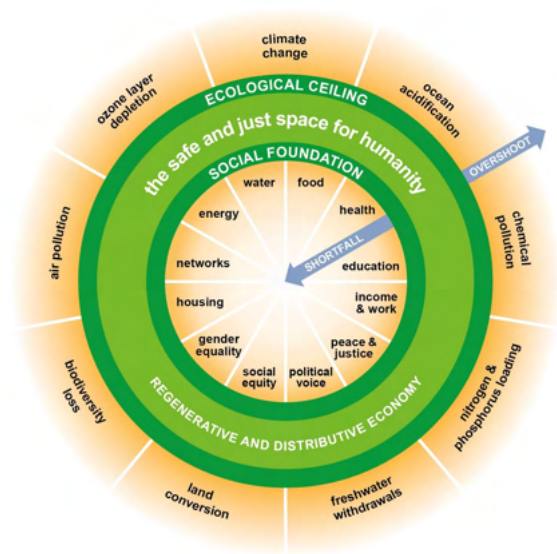 climate
change
ozone layer
depletion
ocean
acidification
ECOLOGICAL CEILING
the safe and just space for humanity
OVERSHOOT
SOCIAL FOUNDATION
water
food
energy
health
SHORTFALL
air pollution
chemical
pollution
networks
education
housing
income
& work
gender
equality
peace &
justice
social
equity
political
voice
biodiversity
loss
nitrogen &
phosphorus loading
REGENERATIVE AND DISTRIBUTIVE ECONOMY
land
conversion
freshwater
withdrawals